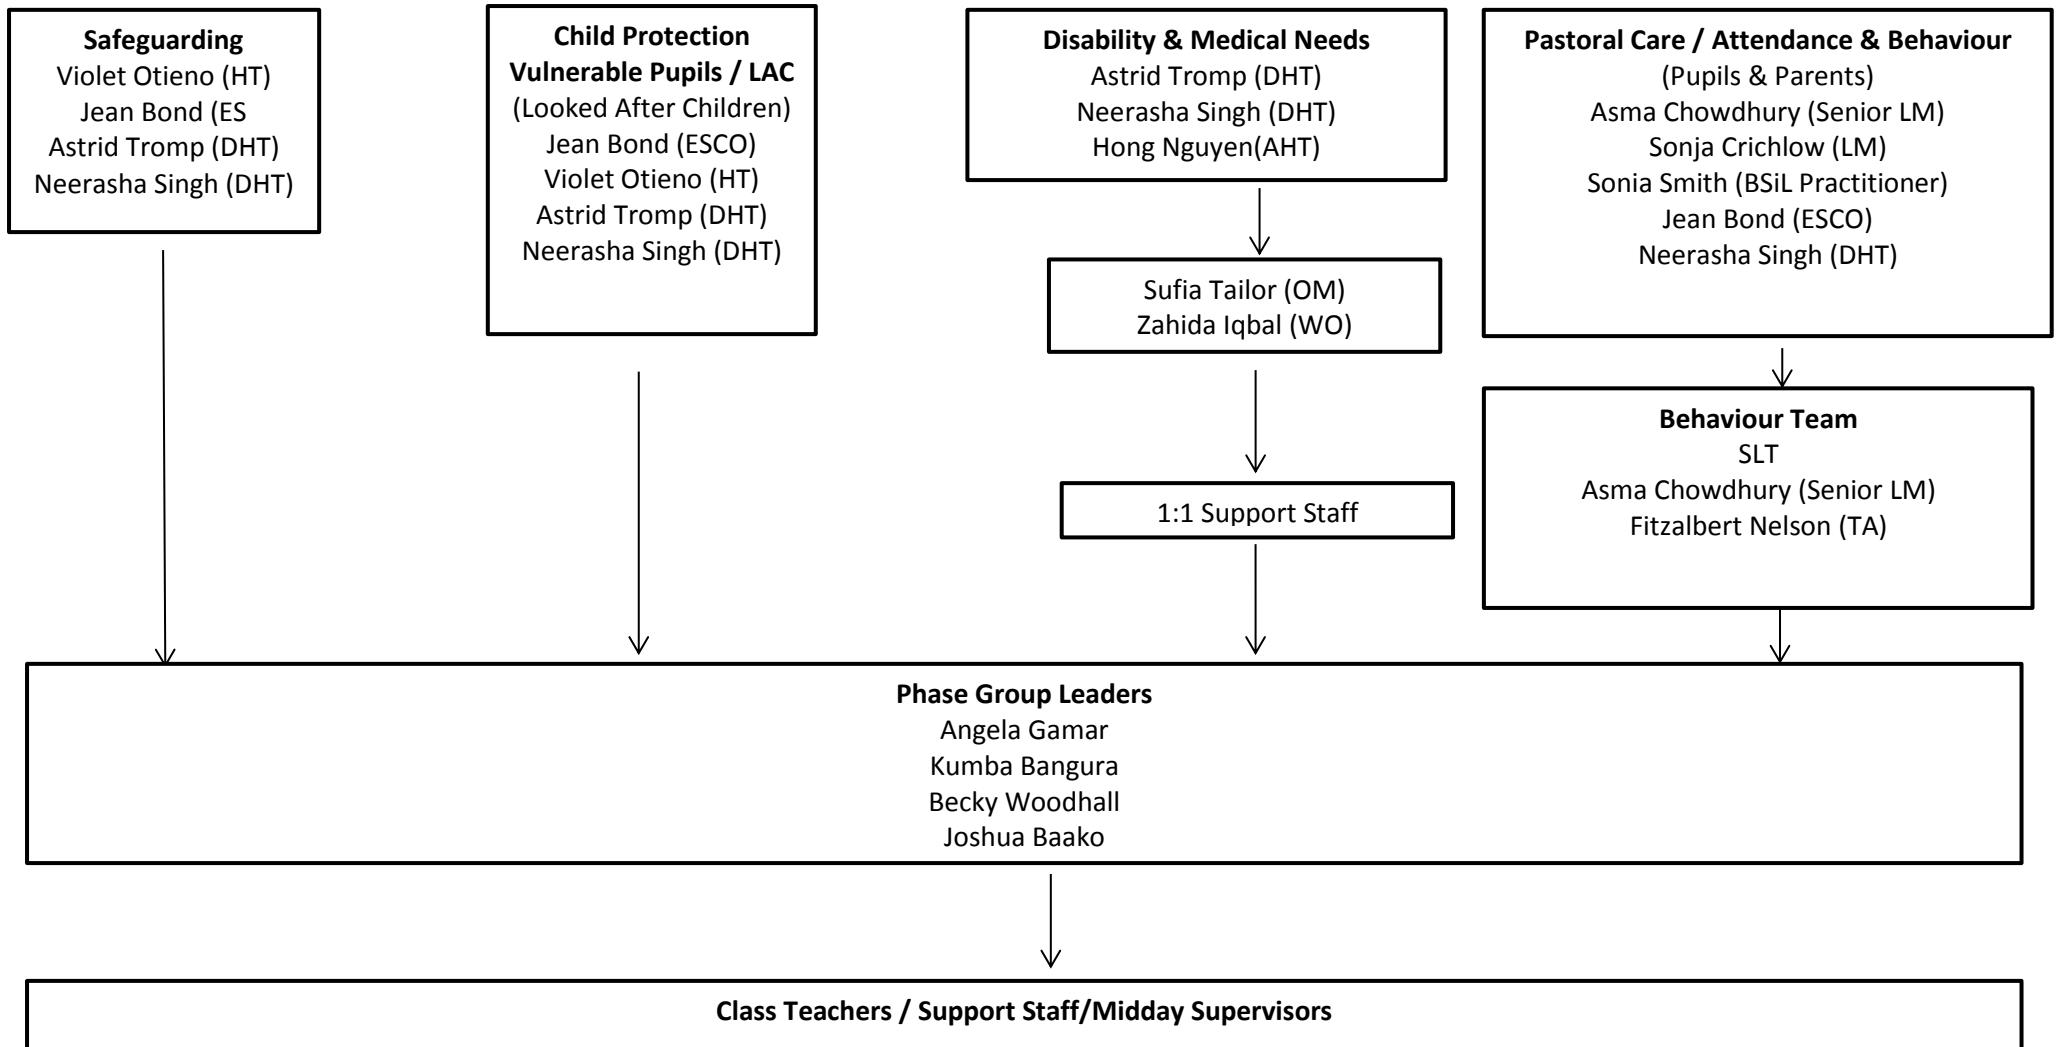 Safeguarding
Violet Otieno (HT)
Jean Bond (ES
Astrid Tromp (DHT)
Neerasha Singh (DHT)
Child Protection
Vulnerable Pupils / LAC
(Looked After Children)
Jean Bond (ESCO)
Violet Otieno (HT)
Astrid Tromp (DHT)
Neerasha Singh (DHT)
Disability & Medical Needs
Astrid Tromp (DHT)
Neerasha Singh (DHT)
Hong Nguyen(AHT)
Sufia Tailor (OM)
Zahida Iqbal (WO)
1:1 Support Staff
Pastoral Care / Attendance & Behaviour
(Pupils & Parents)
Asma Chowdhury (Senior LM)
Sonja Crichlow (LM)
Sonia Smith (BSiL Practitioner)
Jean Bond (ESCO)
Neerasha Singh (DHT)
Behaviour Team
SLT
Asma Chowdhury (Senior LM)
Fitzalbert Nelson (TA)
Phase Group Leaders
Angela Gamar
Kumba Bangura
Becky Woodhall
Joshua Baako
Class Teachers / Support Staff/Midday Supervisors